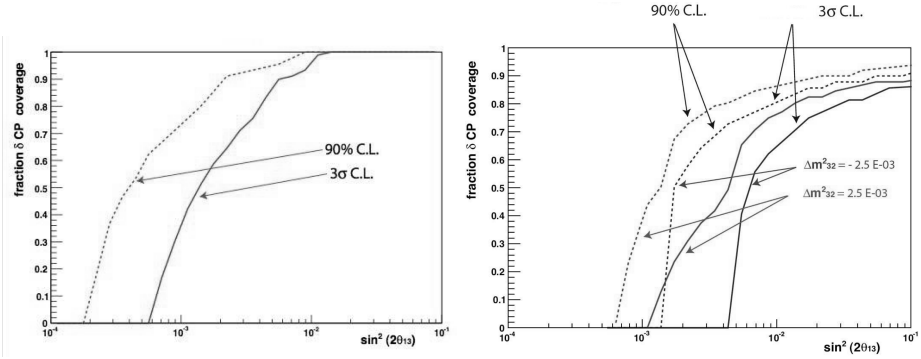 90% C.L. 3σ C.L.
fraction δ CP coverage
1
0.9
0.8
0.7
0.6
0.5
0.4
0.3
0.2
0.1
0
90% C.L.
3σ C.L.
10⁻⁴ 10⁻³ 10⁻² 10⁻¹
sin² (2θ₁₃)
fraction δ CP coverage
1
0.9
0.8
0.7
0.6
0.5
0.4
0.3
0.2
0.1
0
Δm²₃₂ = - 2.5 E-03
Δm²₃₂ = 2.5 E-03
10⁻⁴ 10⁻³ 10⁻² 10⁻¹
sin² (2θ₁₃)